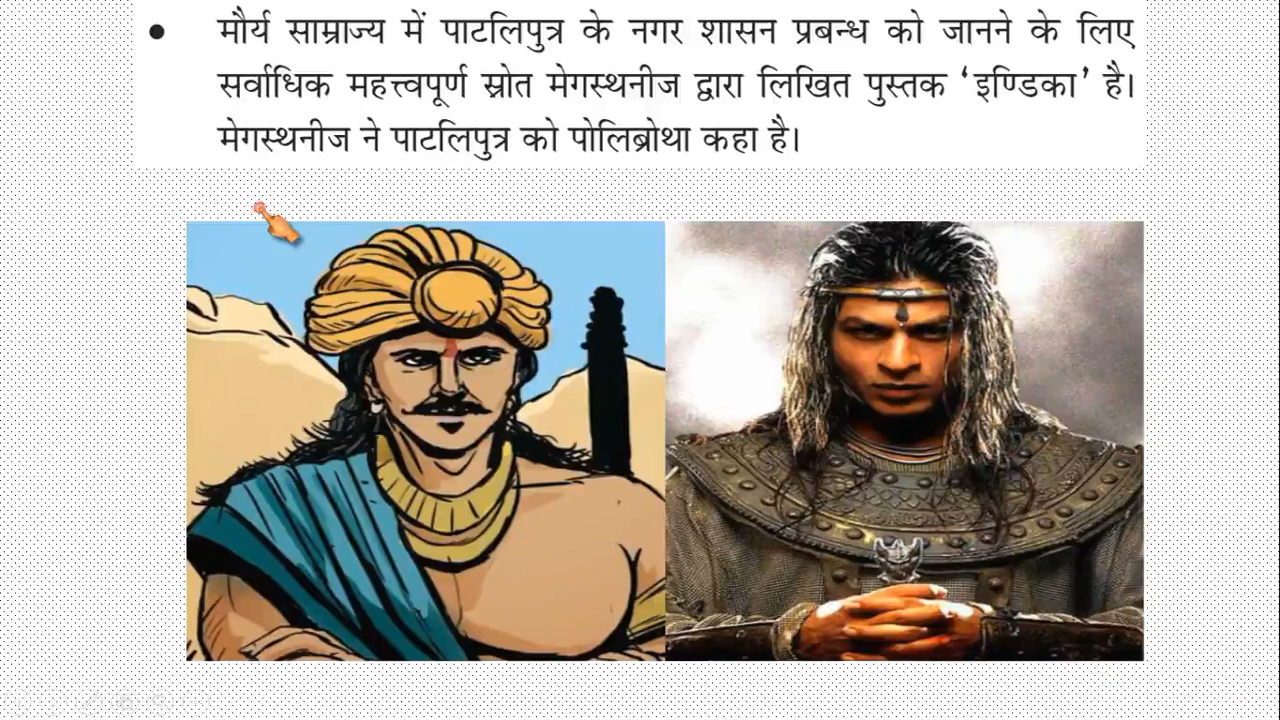 ● मौर्य साम्राज्य में पाटलिपुत्र के नगर शासन प्रबन्ध को जानने के लिए
सर्वाधिक महत्त्वपूर्ण स्रोत मेगस्थनीज द्वारा लिखित पुस्तक ‘इण्डिका’ है।
मेगस्थनीज ने पाटलिपुत्र को पोलिब्रोथा कहा है।